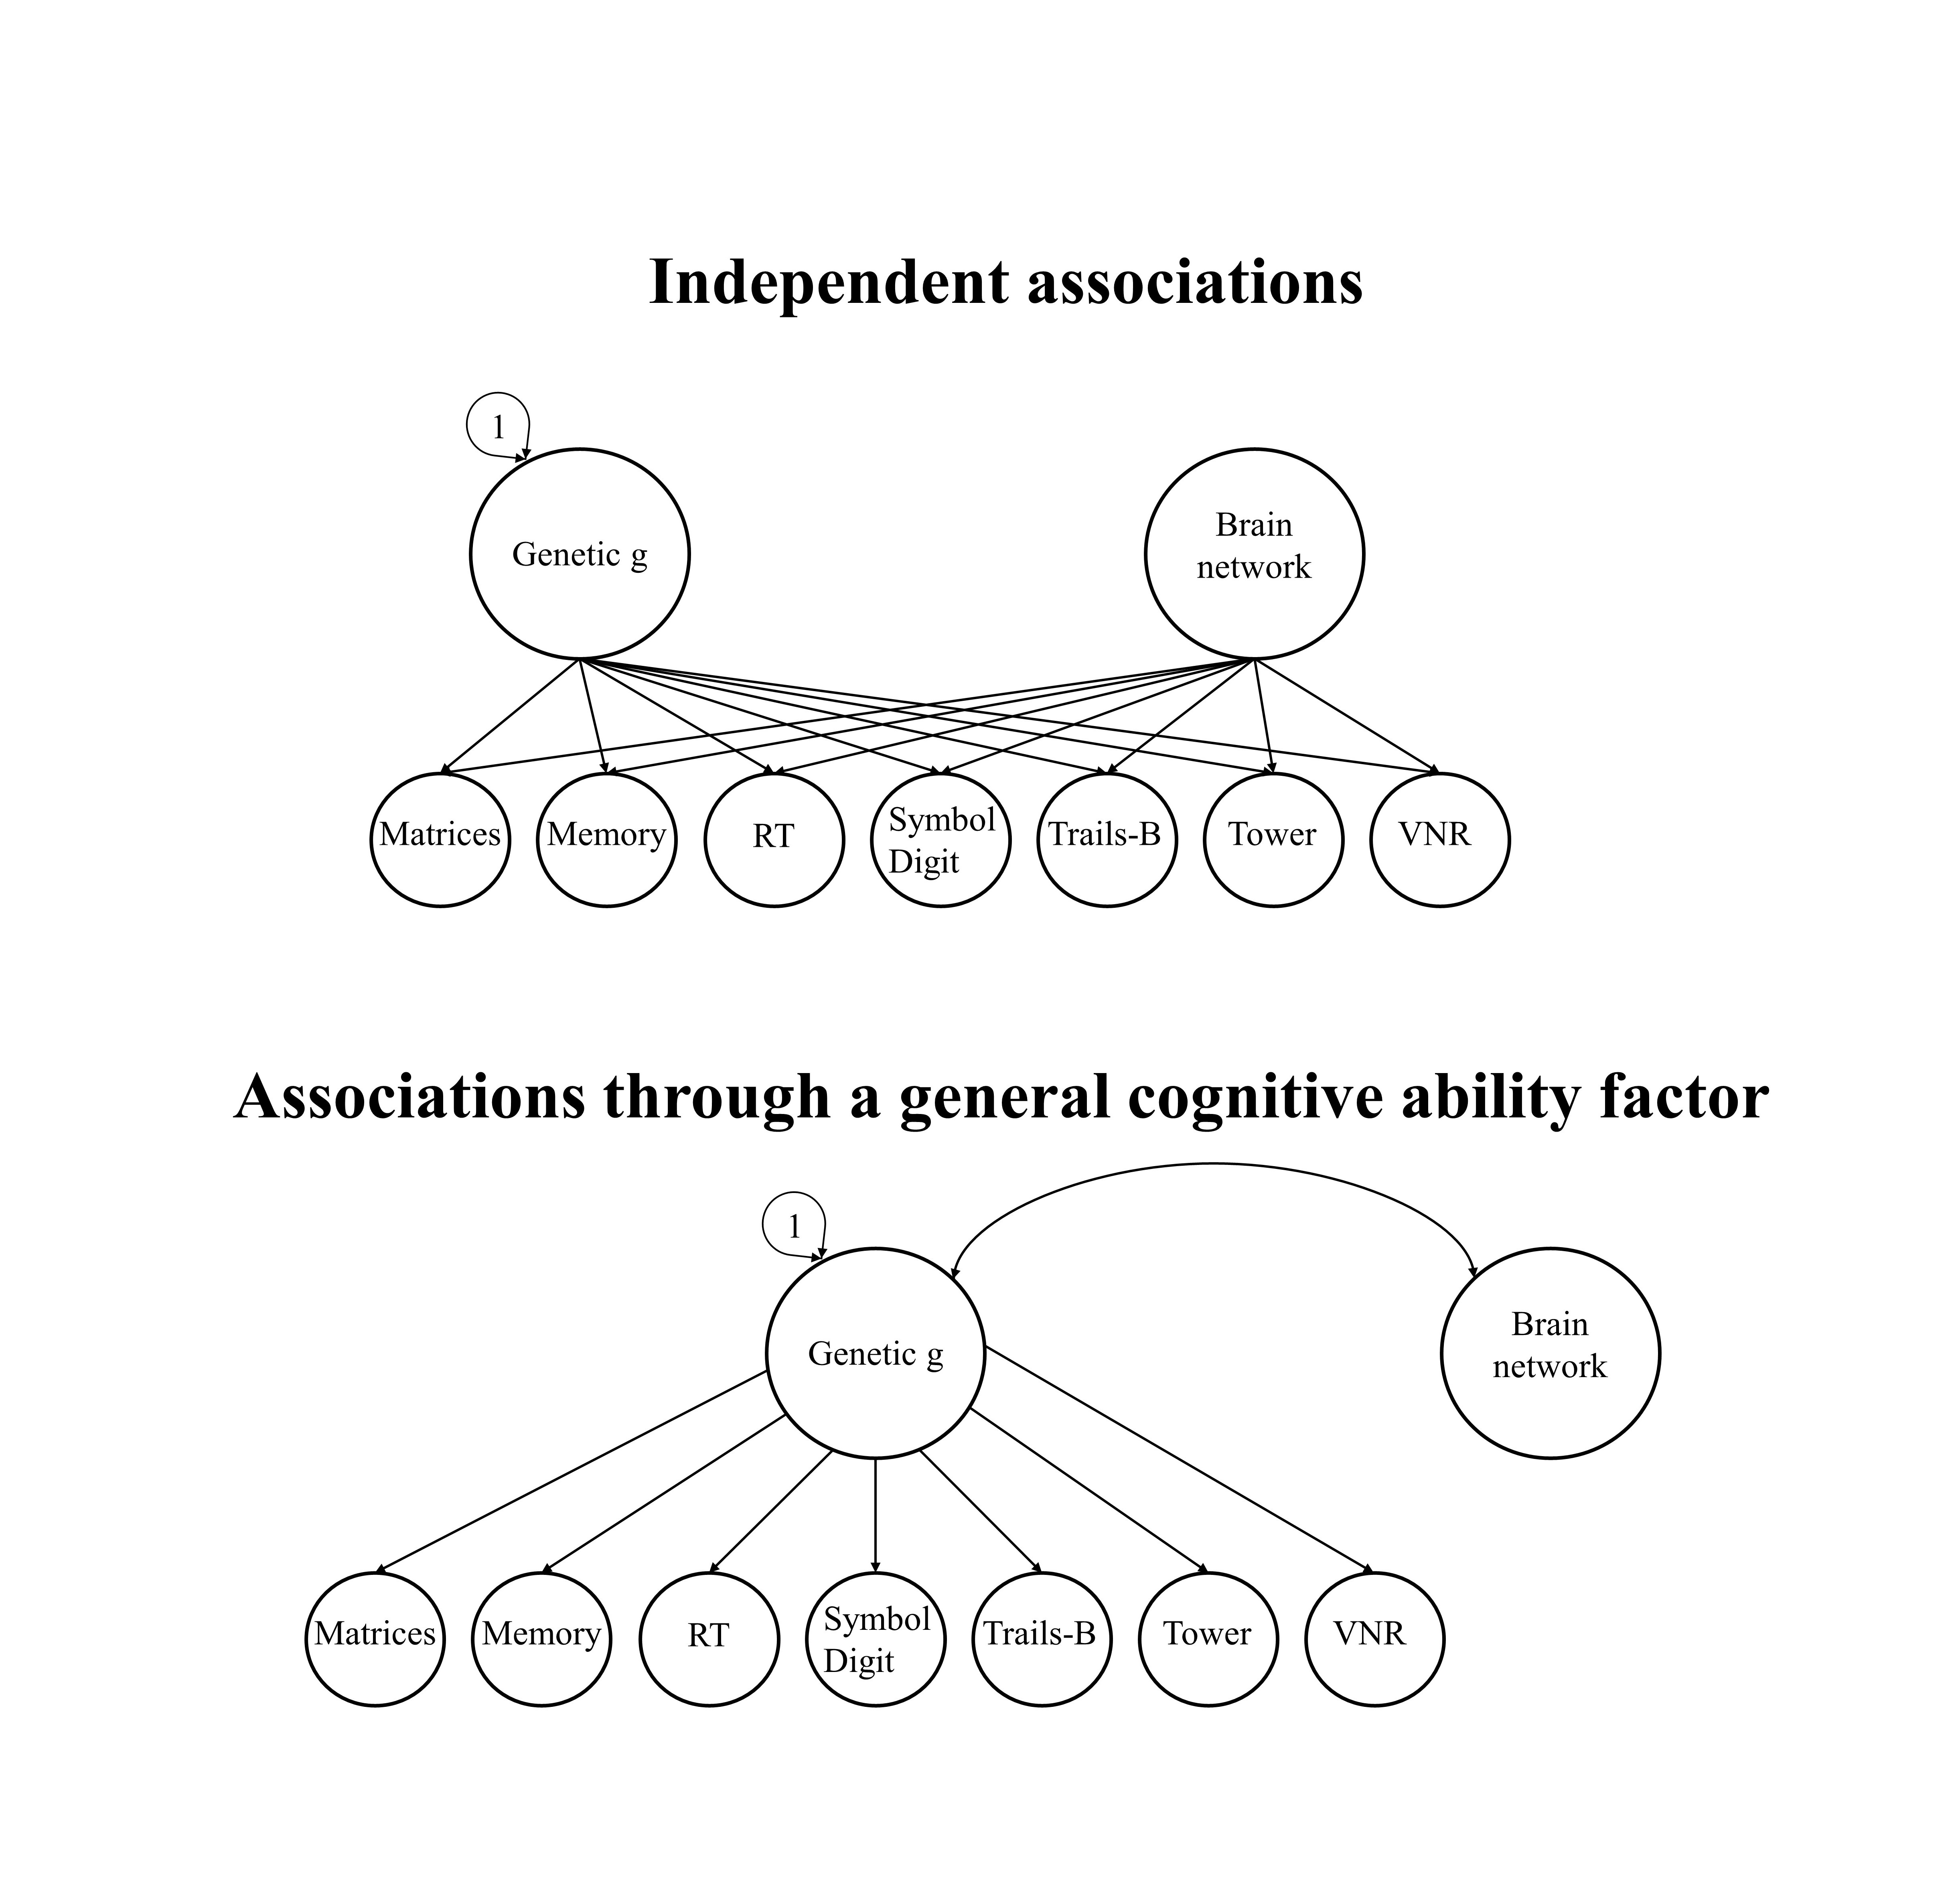 Independent associations
1
Genetic g
Brain
network
Matrices
Memory
RT
Symbol
Digit
Trails-B
Tower
VNR
Associations through a general cognitive ability factor
1
Genetic g
Brain
network
Matrices
Memory
RT
Symbol
Digit
Trails-B
Tower
VNR